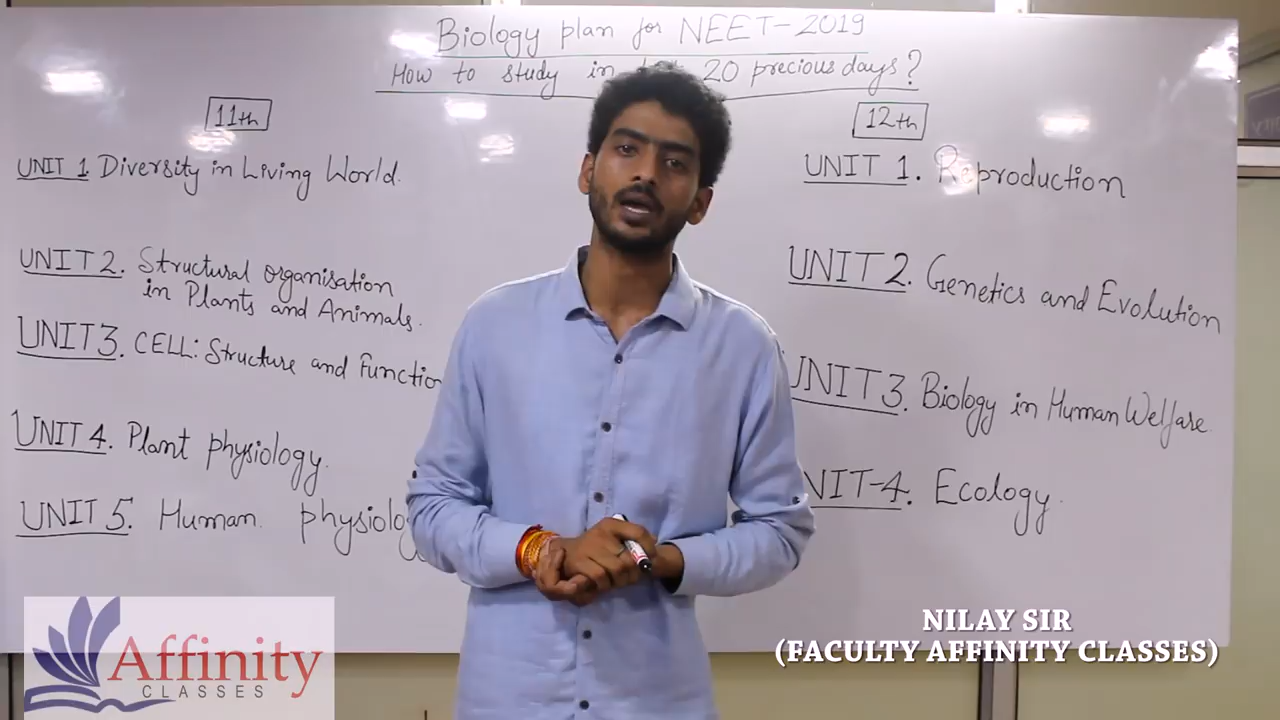 Biology plan for NEET-2019
How to study in 20 precious days?
11th
UNIT 1 Diversity in Living World.
UNIT 2. Structural organisation
in Plants and Animals.
UNIT 3. CELL: Structure and Function
UNIT 4. Plant physiology.
UNIT 5. Human physiolog
12th
UNIT 1. Reproduction
UNIT 2. Genetics and Evolution
UNIT 3. Biology in Human Welfare
UNIT-4. Ecology.
Affinity
CLASSES
NILAY SIR
(FACULTY AFFINITY CLASSES)